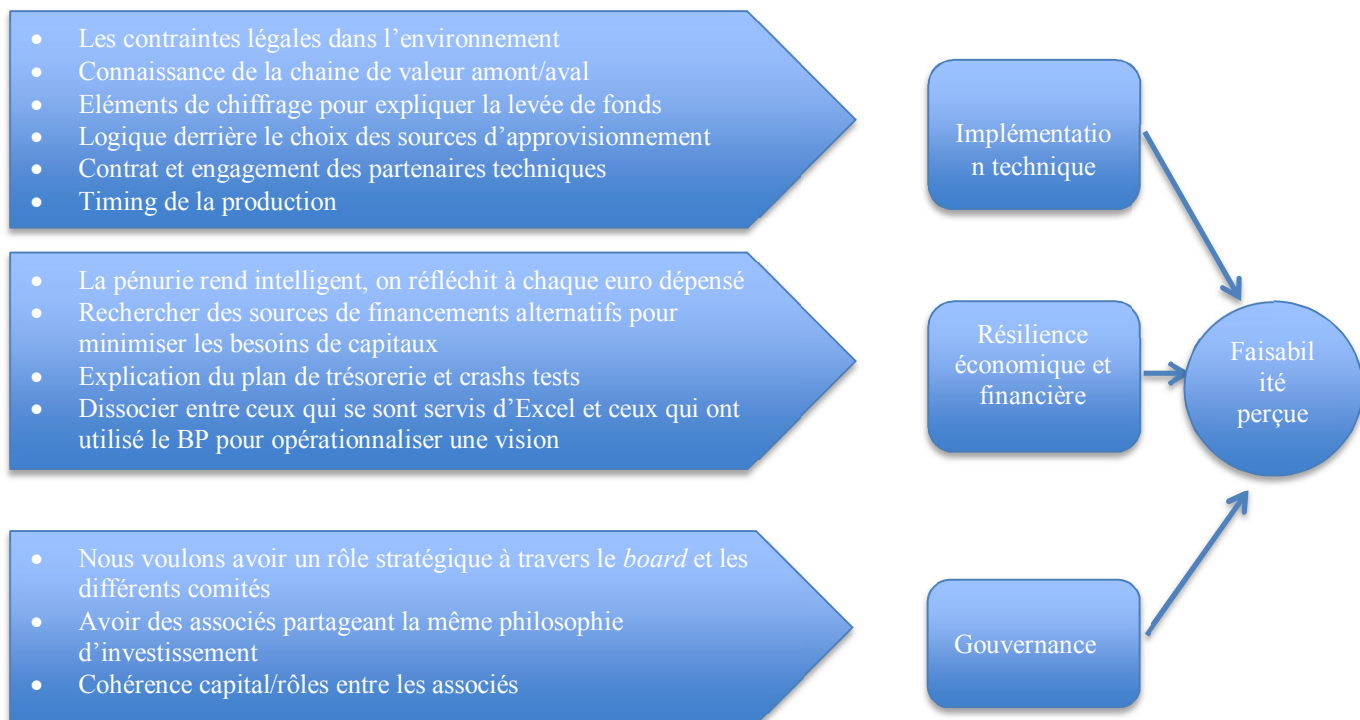 • Les contraintes légales dans l’environnement
• Connaissance de la chaine de valeur amont/aval
• Eléments de chiffrage pour expliquer la levée de fonds
• Logique derrière le choix des sources d’approvisionnement
• Contrat et engagement des partenaires techniques
• Timing de la production
Implémentatio
n technique
• La pénurie rend intelligent, on réfléchit à chaque euro dépensé
• Rechercher des sources de financements alternatifs pour
minimiser les besoins de capitaux
• Explication du plan de trésorerie et crashs tests
• Dissocier entre ceux qui se sont servis d’Excel et ceux qui ont
utilisé le BP pour opérationnaliser une vision
Résilience
économique et
financière
Faisabil
ité
perçue
• Nous voulons avoir un rôle stratégique à travers le board et les
différents comités
• Avoir des associés partageant la même philosophie
d’investissement
• Cohérence capital/rôles entre les associés
Gouvernance